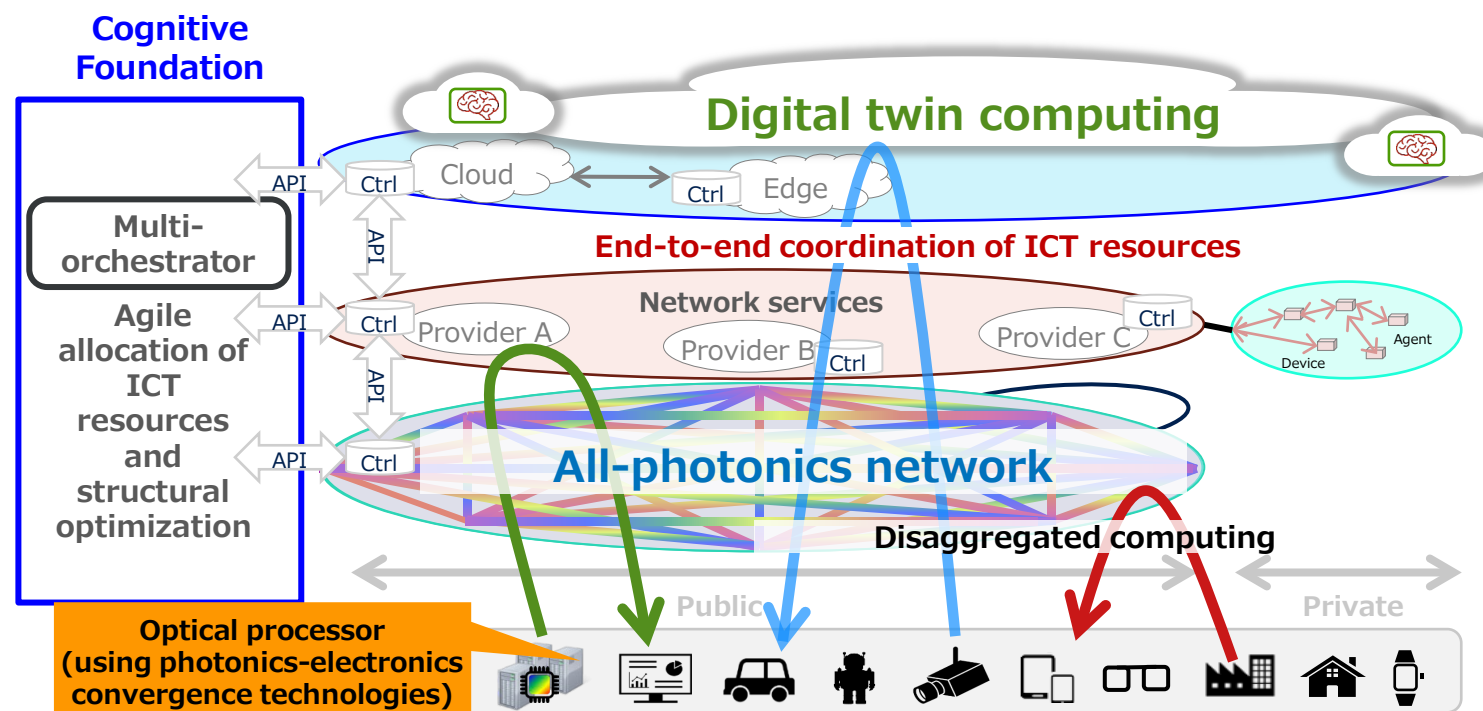 Cognitive
Foundation
Digital twin computing
Cloud
Edge
API
Ctrl
Ctrl
Multi-
orchestrator
API
End-to-end coordination of ICT resources
Network services
API
Ctrl
Provider A
Provider B
Ctrl
Provider C
Ctrl
Agent
Device
Agile
allocation of
ICT
resources
and
structural
optimization
API
API
Ctrl
All-photonics network
Disaggregated computing
Public
Private
Optical processor
(using photonics-electronics
convergence technologies)